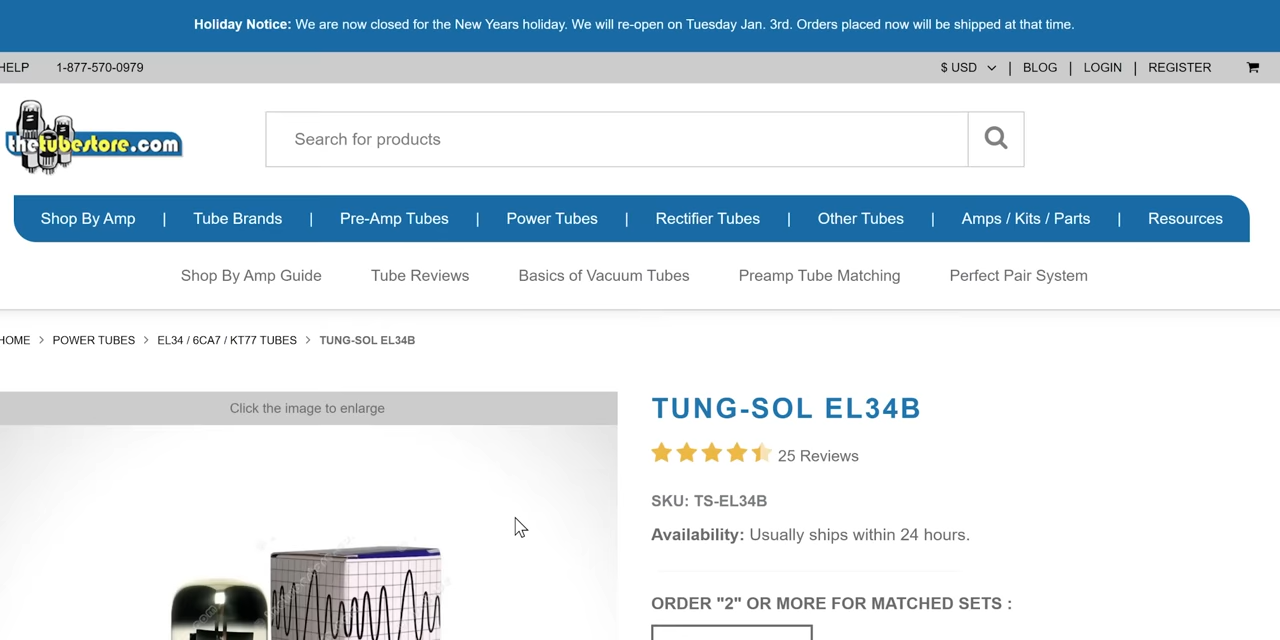 Holiday Notice: We are now closed for the New Years holiday. We will re-open on Tuesday Jan. 3rd. Orders placed now will be shipped at that time.
HELP 1-877-570-0979 $ USD | BLOG | LOGIN | REGISTER
thetubestore.com
Search for products
Shop By Amp | Tube Brands | Pre-Amp Tubes | Power Tubes | Rectifier Tubes | Other Tubes | Amps / Kits / Parts | Resources
Shop By Amp Guide Tube Reviews Basics of Vacuum Tubes Preamp Tube Matching Perfect Pair System
HOME > POWER TUBES > EL34 / 6CA7 / KT77 TUBES > TUNG-SOL EL34B
Click the image to enlarge
TUNG-SOL EL34B
25 Reviews
SKU: TS-EL34B
Availability: Usually ships within 24 hours.
ORDER "2" OR MORE FOR MATCHED SETS :